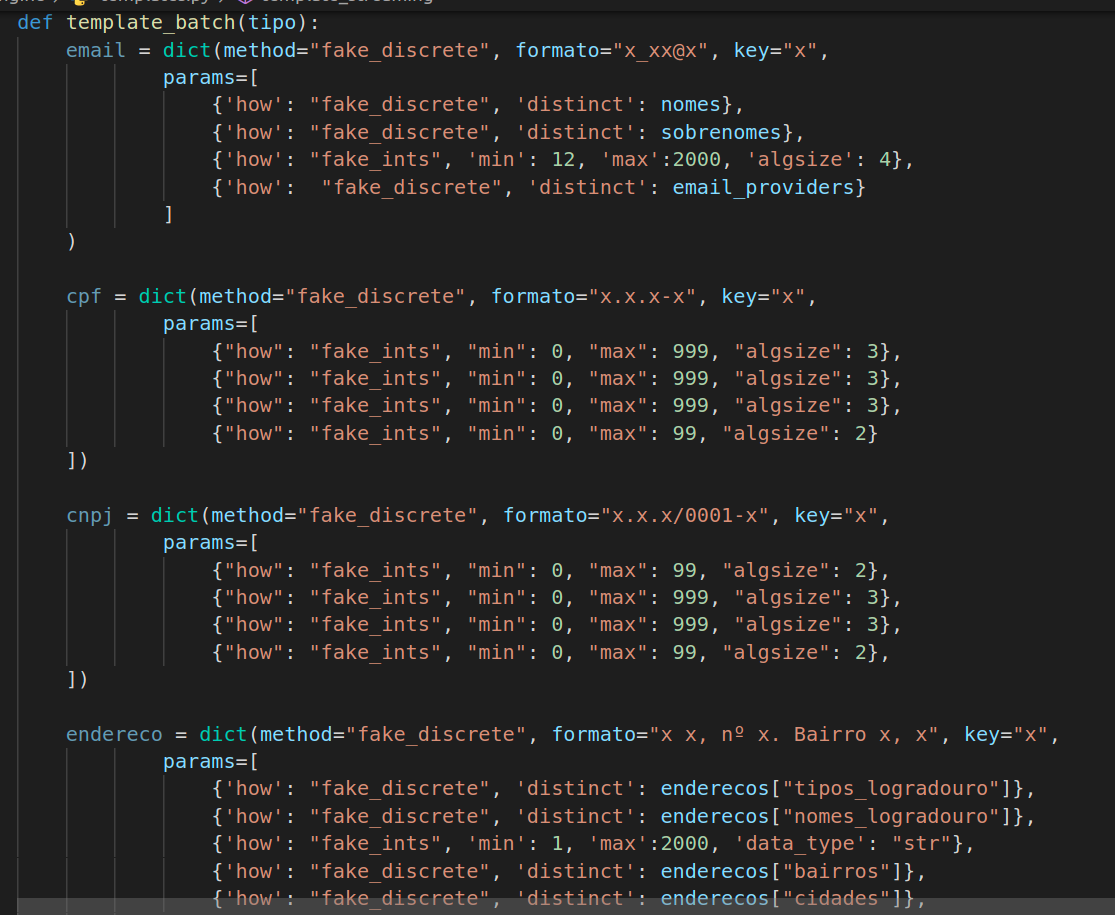 templates.py > template_streaming
def template_batch(tipo):
    email = dict(method="fake_discrete", formato="x_xx@x", key="x",
            params=[
                {'how': "fake_discrete", 'distinct': nomes},
                {'how': "fake_discrete", 'distinct': sobrenomes},
                {'how': "fake_ints", 'min': 12, 'max':2000, 'algsize': 4},
                {'how':  "fake_discrete", 'distinct': email_providers}
            ]
    )
    cpf = dict(method="fake_discrete", formato="x.x.x-x", key="x",
            params=[
                {"how": "fake_ints", "min": 0, "max": 999, "algsize": 3},
                {"how": "fake_ints", "min": 0, "max": 999, "algsize": 3},
                {"how": "fake_ints", "min": 0, "max": 999, "algsize": 3},
                {"how": "fake_ints", "min": 0, "max": 99, "algsize": 2}
    ])
    cnpj = dict(method="fake_discrete", formato="x.x.x/0001-x", key="x",
            params=[
                {"how": "fake_ints", "min": 0, "max": 99, "algsize": 2},
                {"how": "fake_ints", "min": 0, "max": 999, "algsize": 3},
                {"how": "fake_ints", "min": 0, "max": 999, "algsize": 3},
                {"how": "fake_ints", "min": 0, "max": 99, "algsize": 2},
    ])
    endereco = dict(method="fake_discrete", formato="x x, nº x. Bairro x, x", key="x",
            params=[
                {'how': "fake_discrete", 'distinct': enderecos["tipos_logradouro"]},
                {'how': "fake_discrete", 'distinct': enderecos["nomes_logradouro"]},
                {'how': "fake_ints", 'min': 1, 'max':2000, 'data_type': "str"},
                {'how': "fake_discrete", 'distinct': enderecos["bairros"]},
                {'how': "fake_discrete", 'distinct': enderecos["cidades"]},